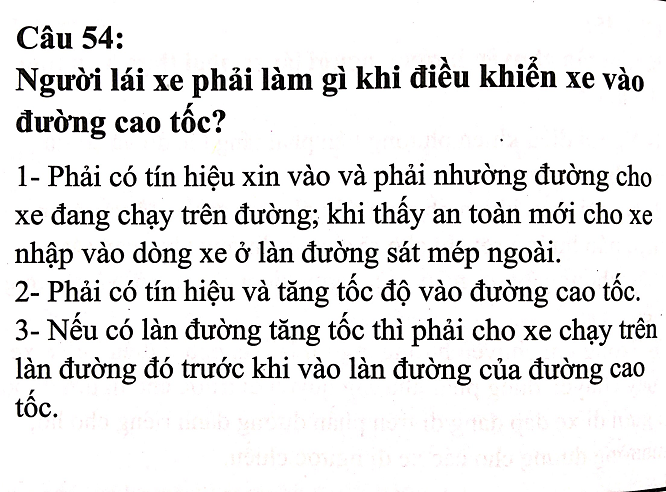 Câu 54:
Người lái xe phải làm gì khi điều khiển xe vào
đường cao tốc?
1- Phải có tín hiệu xin vào và phải nhường đường cho
xe đang chạy trên đường; khi thấy an toàn mới cho xe
nhập vào dòng xe ở làn đường sát mép ngoài.
2- Phải có tín hiệu và tăng tốc độ vào đường cao tốc.
3- Nếu có làn đường tăng tốc thì phải cho xe chạy trên
làn đường đó trước khi vào làn đường của đường cao
tốc.